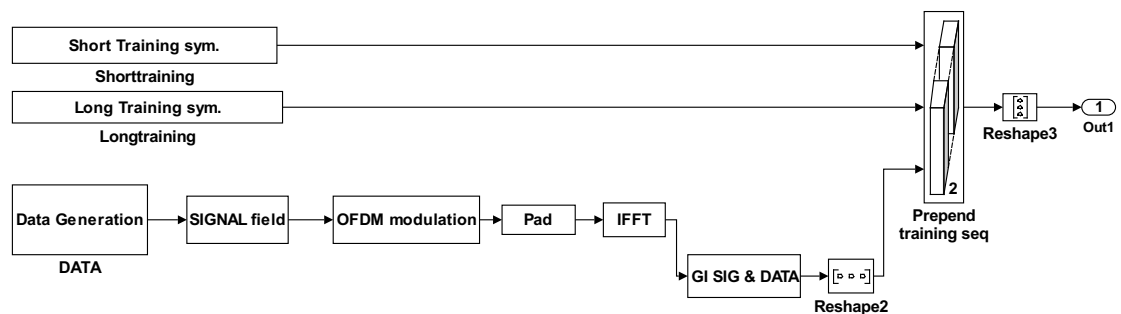 Short Training sym.
Shorttraining
Long Training sym.
Longtraining
Data Generation
DATA
SIGNAL field
OFDM modulation
Pad
IFFT
GI SIG & DATA
Reshape2
2
Prepend
training seq
Reshape3
1
Out1